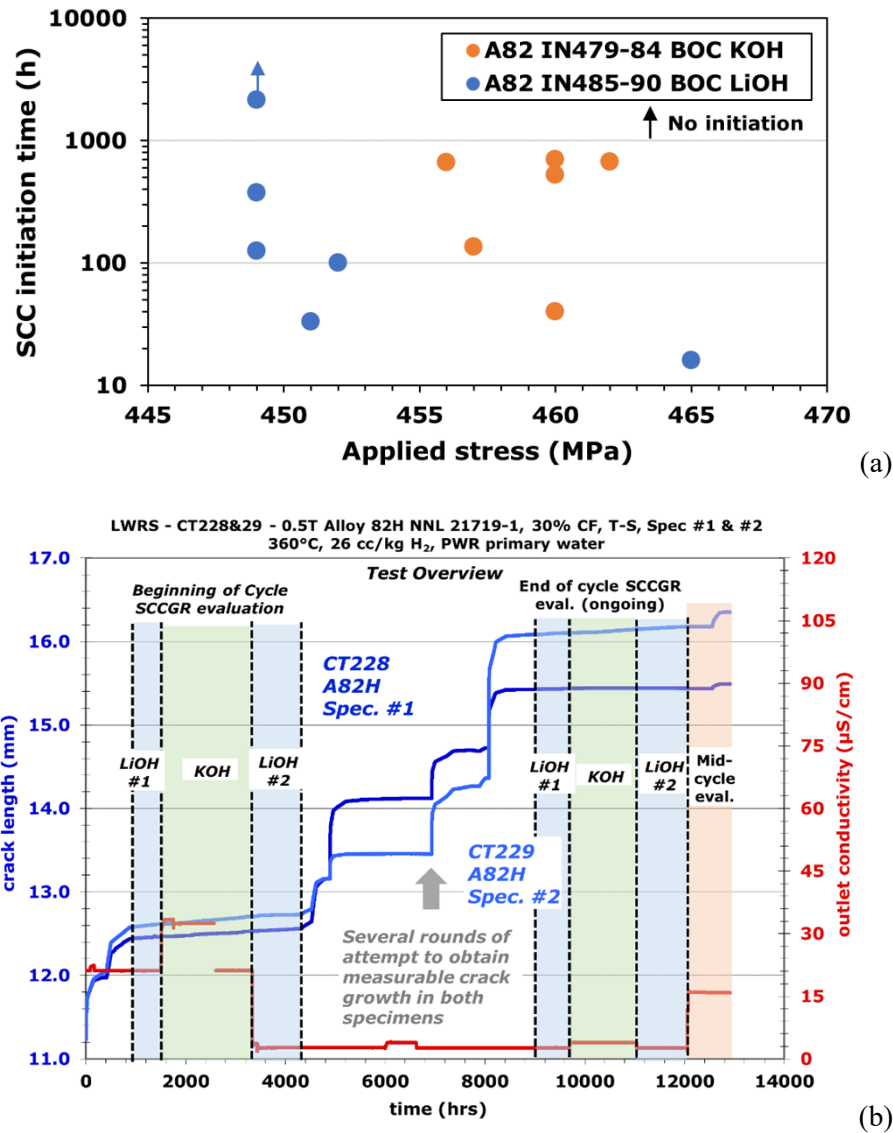 10000
1000
100
10
SCC initiation time (h)
A82 IN479-84 BOC KOH
A82 IN485-90 BOC LiOH
No initiation
445 450 455 460 465 470
Applied stress (MPa)
(a)
LWRS - CT228&29 - 0.5T Alloy 82H NNL 21719-1, 30% CF, T-S, Spec #1 & #2
360°C, 26 cc/kg H₂, PWR primary water
Test Overview
17.0
16.0
15.0
14.0
13.0
12.0
11.0
crack length (mm)
120
105
90
75
60
45
30
15
0
outlet conductivity (µS/cm)
Beginning of Cycle
SCCGR evaluation
End of cycle SCCGR
eval. (ongoing)
CT228
A82H
Spec. #1
LiOH
#1
KOH
LiOH
#2
LiOH
#1
KOH
LiOH
#2
Mid-
cycle
eval.
CT229
A82H
Spec. #2
Several rounds of
attempt to obtain
measurable crack
growth in both
specimens
0 2000 4000 6000 8000 10000 12000 14000
time (hrs)
(b)